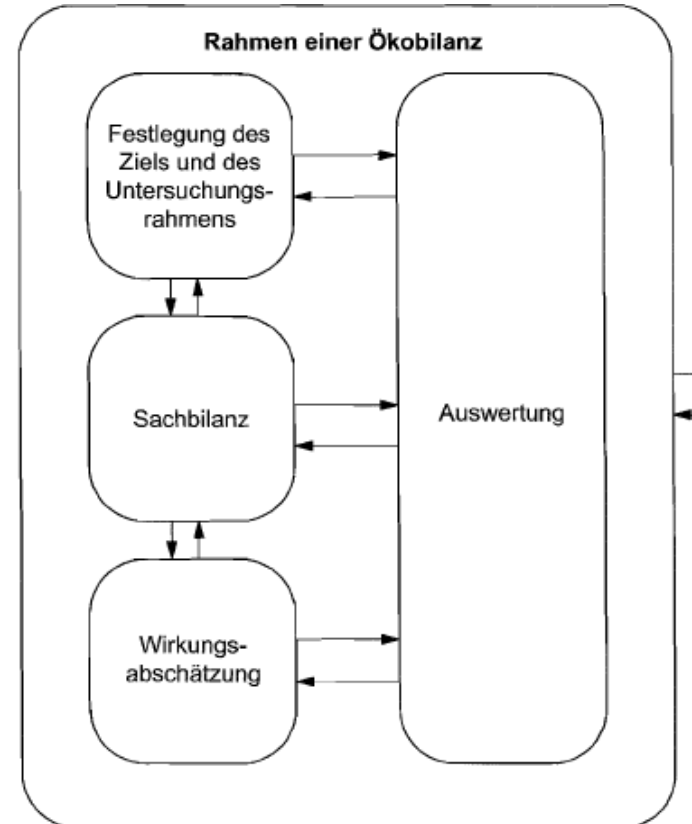 Rahmen einer Ökobilanz
Festlegung des
Ziels und des
Untersuchungs-
rahmens
Sachbilanz
Auswertung
Wirkungs-
abschätzung